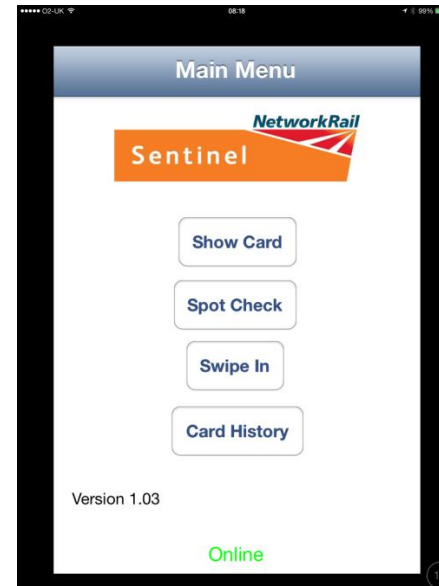 O2-UK 08:18 99%
Main Menu
NetworkRail
Sentinel
Show Card
Spot Check
Swipe In
Card History
Version 1.03
Online